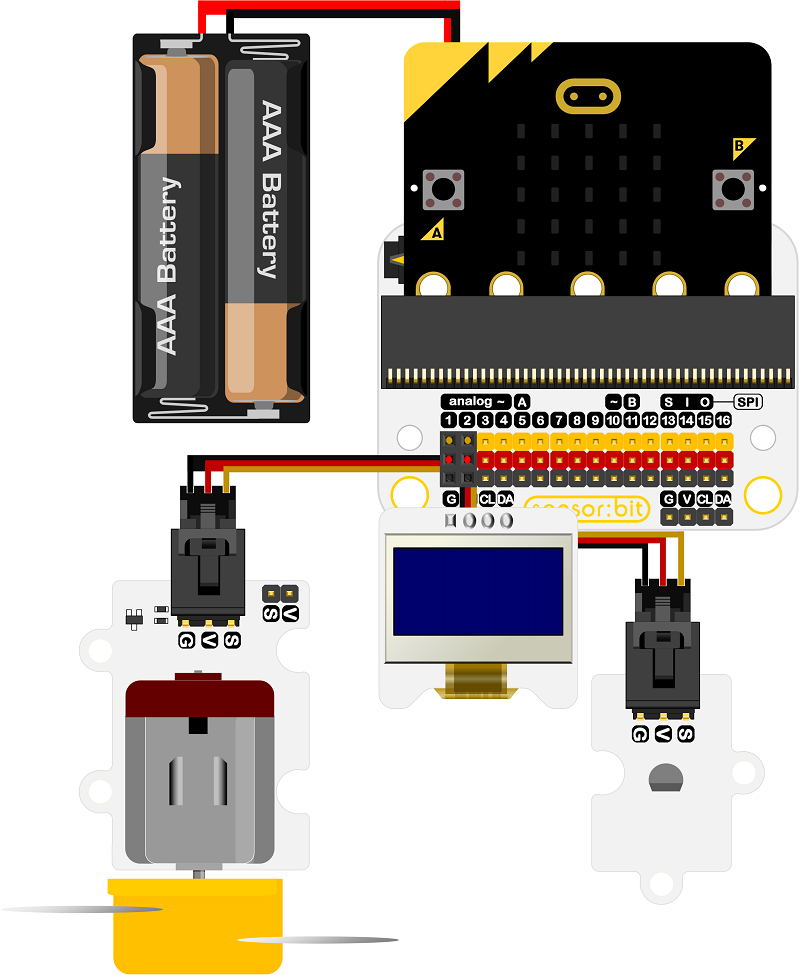 AAA Battery
AAA Battery
A
B
analog ~ A
~ B
S I O
SPI
1 2 3 4 5 6 7 8 9 10 11 12 13 14 15 16
G
CL DA
sensor:bit
G V CL DA
S V
G V S
G V S